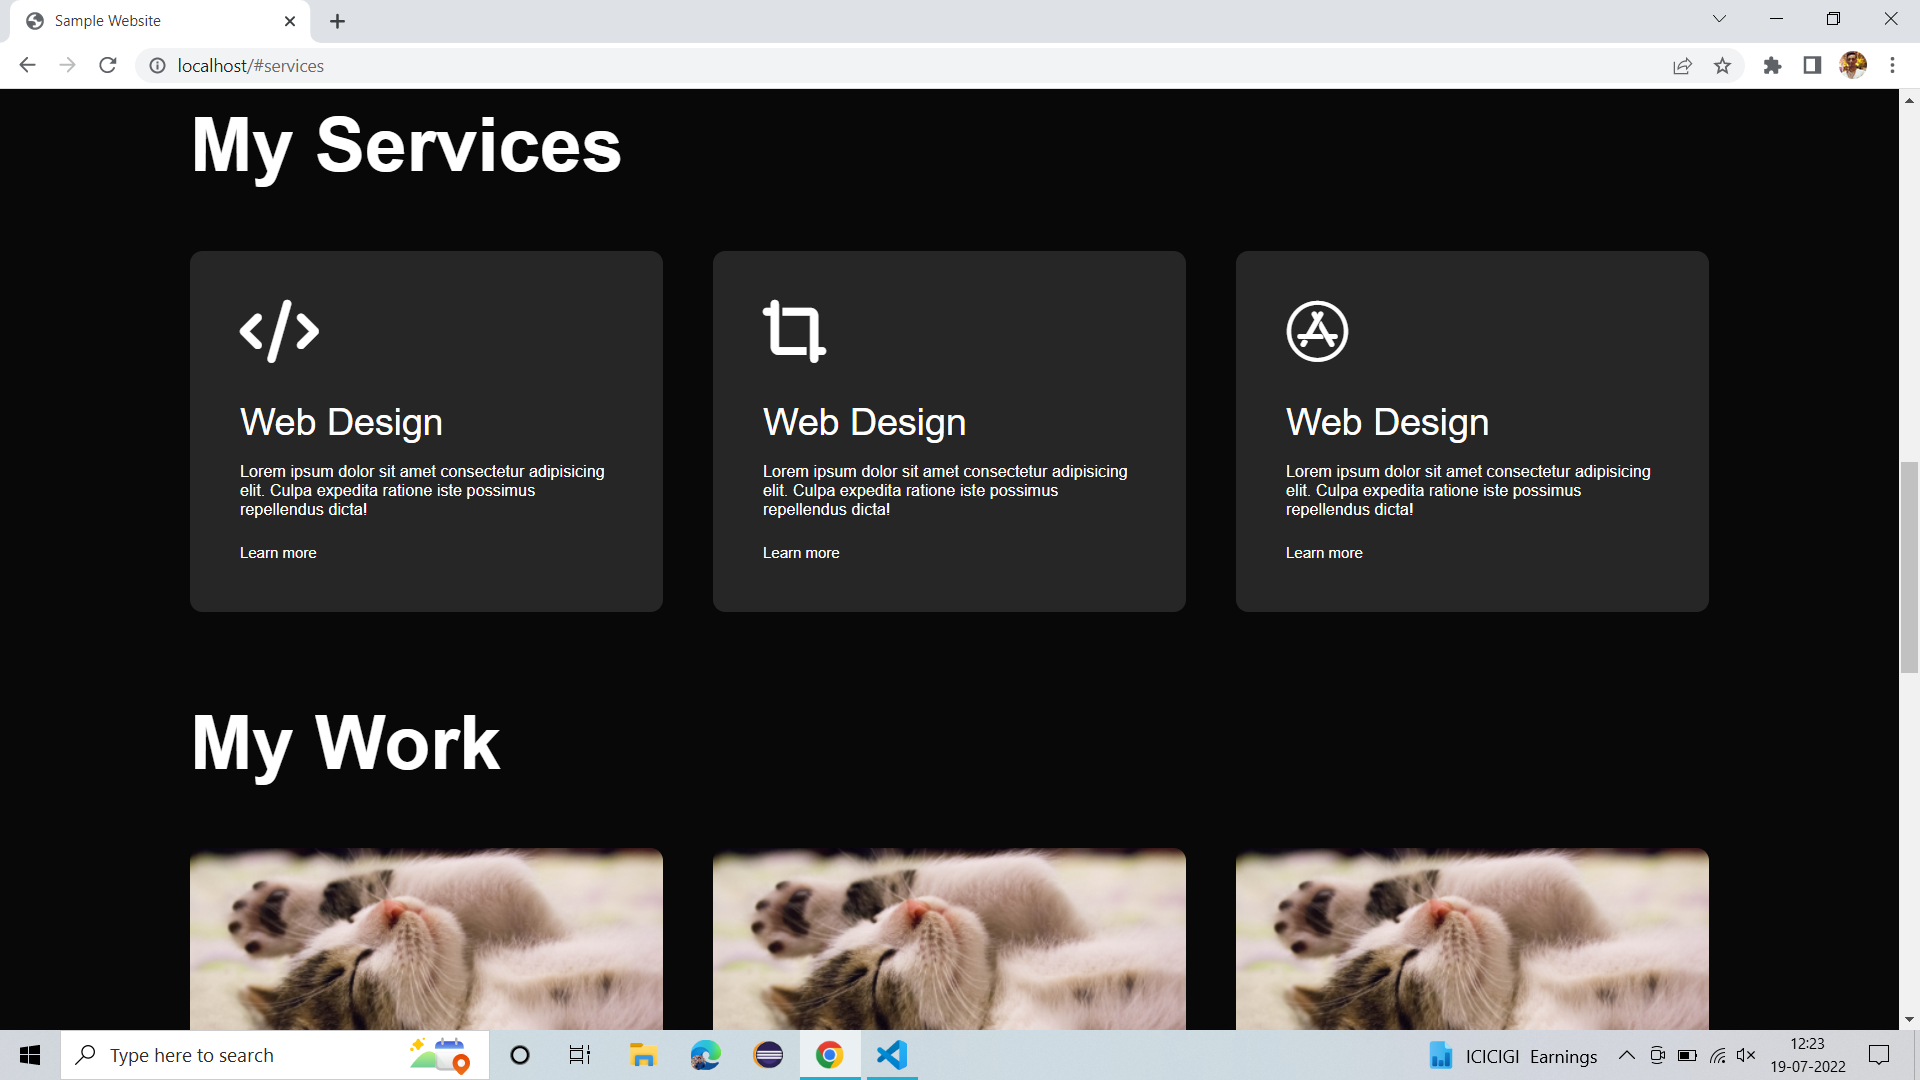 Sample Website
localhost/#services
My Services
Web Design
Lorem ipsum dolor sit amet consectetur adipisicing
elit. Culpa expedita ratione iste possimus
repellendus dicta!
Learn more
Web Design
Lorem ipsum dolor sit amet consectetur adipisicing
elit. Culpa expedita ratione iste possimus
repellendus dicta!
Learn more
Web Design
Lorem ipsum dolor sit amet consectetur adipisicing
elit. Culpa expedita ratione iste possimus
repellendus dicta!
Learn more
My Work
Type here to search
ICICIGI Earnings
12:23
19-07-2022